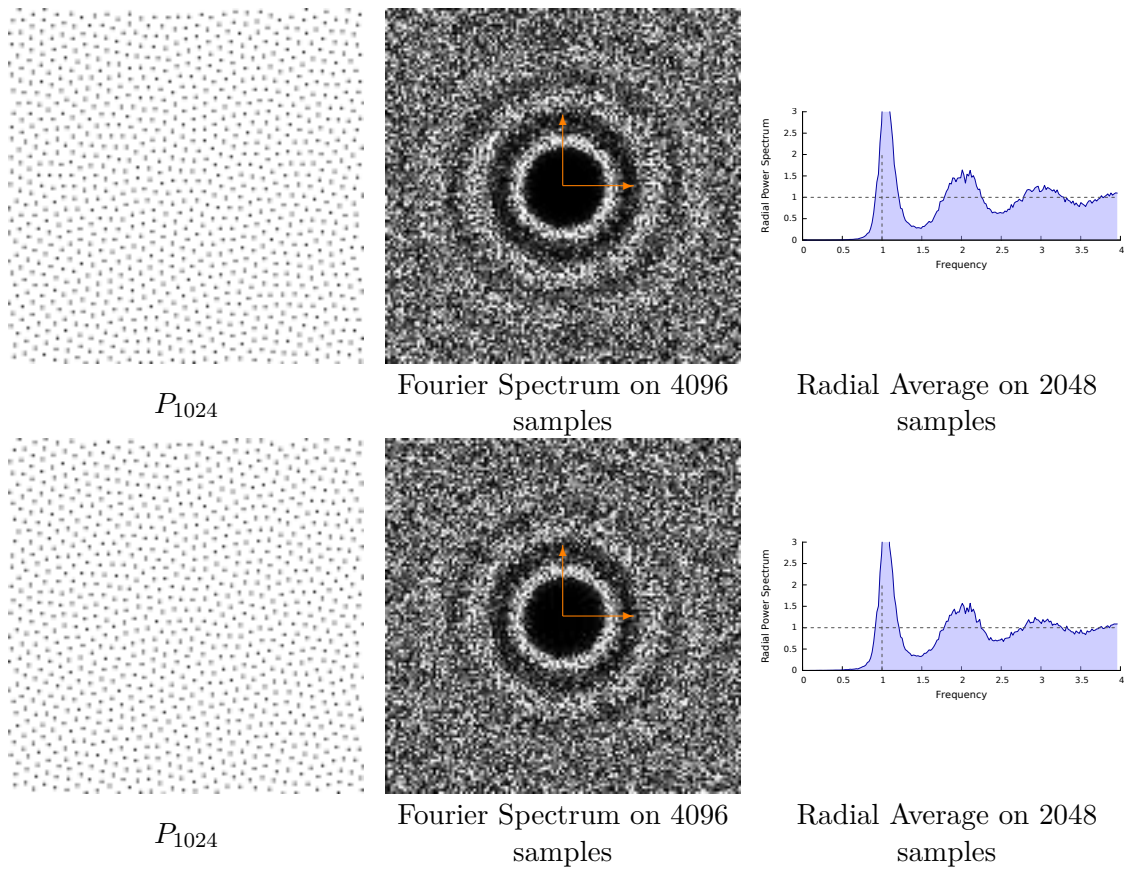 3
2.5
2
1.5
1
0.5
0
Radial Power Spectrum
0 0.5 1 1.5 2 2.5 3 3.5 4
Frequency
P1024
Fourier Spectrum on 4096
samples
Radial Average on 2048
samples
3
2.5
2
1.5
1
0.5
0
Radial Power Spectrum
0 0.5 1 1.5 2 2.5 3 3.5 4
Frequency
P1024
Fourier Spectrum on 4096
samples
Radial Average on 2048
samples